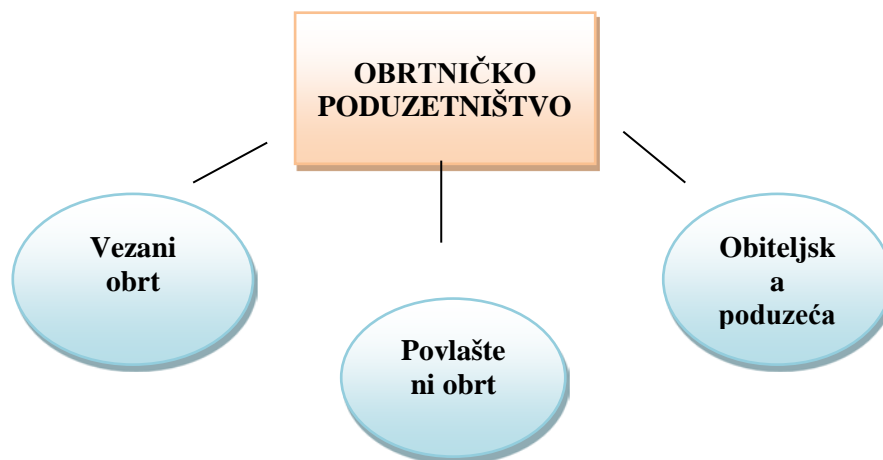 OBRTNIČKO
PODUZETNIŠTVO
Vezani
obrt
Povlašte
ni obrt
Obiteljsk
a
poduzeća